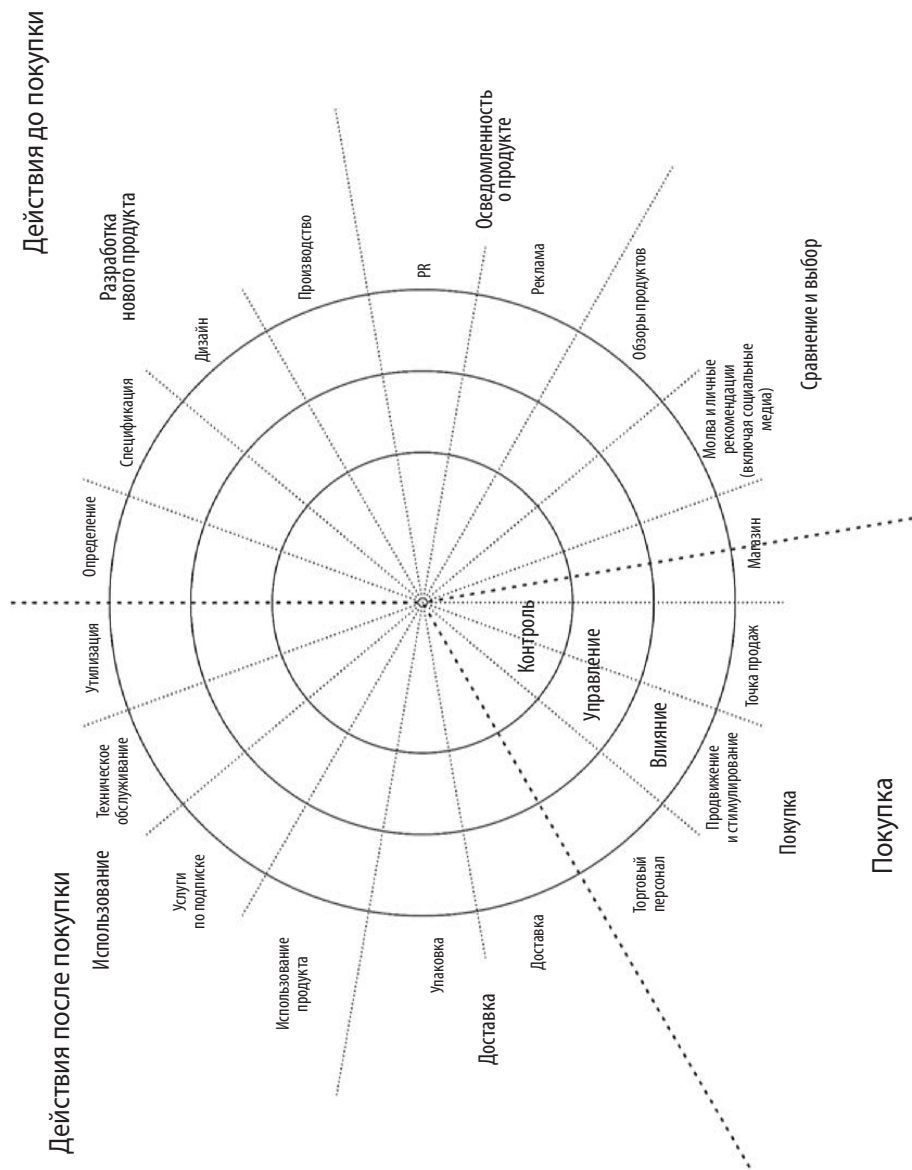 Действия после покупки
Действия до покупки
Использование
Разработка
нового продукта
Утилизация
Определение
Техническое
обслуживание
Спецификация
Услуги
по подписке
Дизайн
Использование
продукта
Производство
Упаковка
PR
Доставка
Осведомленность
о продукте
Доставка
Реклама
Контроль
Управление
Влияние
Торговый
персонал
Обзоры продуктов
Продвижение
и стимулирование
Молва и личные
рекомендации
(включая социальные
медиа)
Точка продаж
Магазин
Покупка
Сравнение и выбор
Покупка